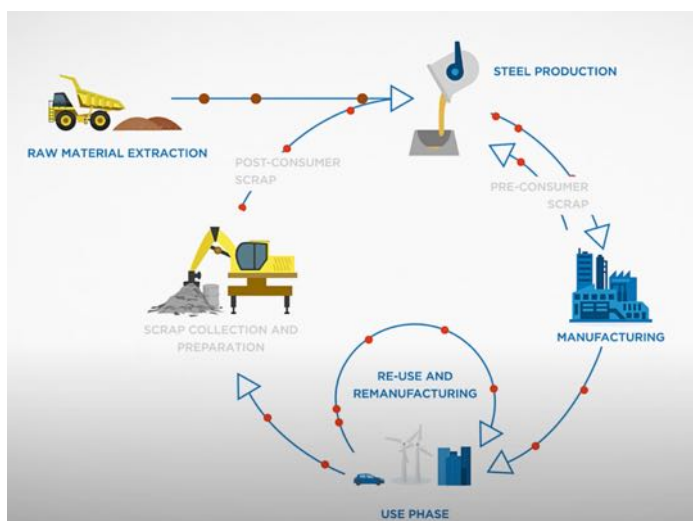 STEEL PRODUCTION
RAW MATERIAL EXTRACTION
POST-CONSUMER
SCRAP
PRE-CONSUMER
SCRAP
SCRAP COLLECTION AND
PREPARATION
MANUFACTURING
RE-USE AND
REMANUFACTURING
USE PHASE